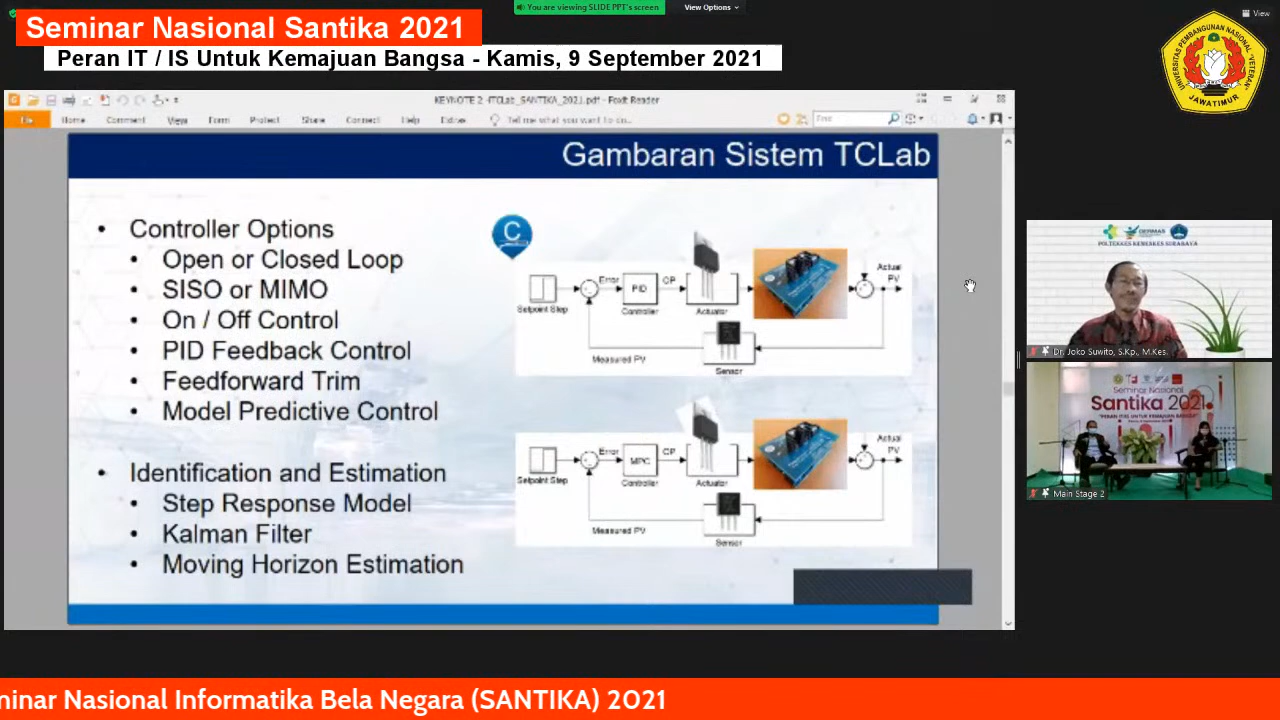 You are viewing SLIDE PPT's screen
View Options
View
Seminar Nasional Santika 2021
Peran IT / IS Untuk Kemajuan Bangsa - Kamis, 9 September 2021
UNIVERSITAS PEMBANGUNAN NASIONAL "VETERAN"
JAWA TIMUR
KEYNOTE 2 -ITCLab_SANTIKA_2021.pdf - Foxit Reader
File Home Comment View Form Protect Share Connect Help Extras Tell me what you want to do... Find
Gambaran Sistem TCLab
• Controller Options
• Open or Closed Loop
• SISO or MIMO
• On / Off Control
• PID Feedback Control
• Feedforward Trim
• Model Predictive Control
• Identification and Estimation
• Step Response Model
• Kalman Filter
• Moving Horizon Estimation
C
Setpoint Step
Error
PID
Controller
OP
Actuator
Actual
PV
Measured PV
Sensor
Setpoint Step
Error
MPC
Controller
OP
Actuator
Actual
PV
Measured PV
Sensor
GERMAS
POLTEKKES KEMENKES SURABAYA
Dr. Joko Suwito, S.Kp., M.Kes.
Seminar Nasional
Santika 2021
"PERAN IT/IS UNTUK KEMAJUAN BANGSA"
Main Stage 2
minar Nasional Informatika Bela Negara (SANTIKA) 2021